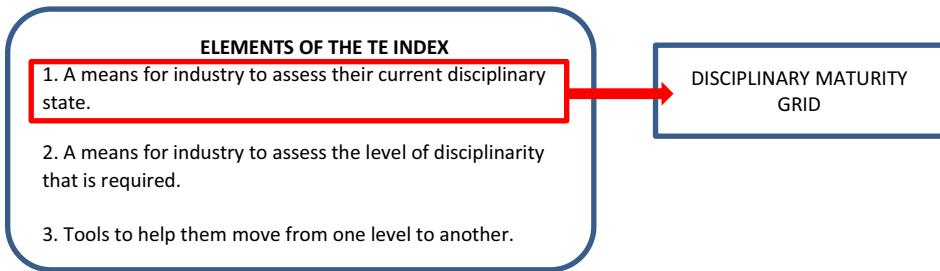 ELEMENTS OF THE TE INDEX
1. A means for industry to assess their current disciplinary
state.
2. A means for industry to assess the level of disciplinarity
that is required.
3. Tools to help them move from one level to another.
DISCIPLINARY MATURITY
GRID